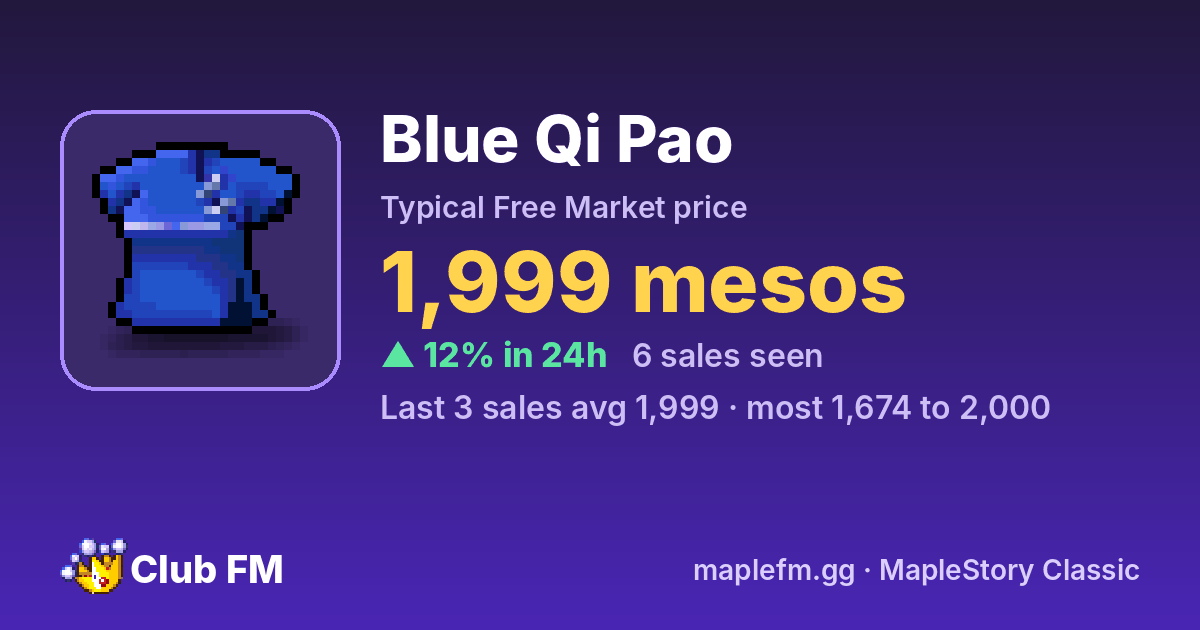 Blue Qi Pao
Typical Free Market price
1,999 mesos
▲ 12% in 24h 6 sales seen
Last 3 sales avg 1,999 · most 1,674 to 2,000
Club FM
maplefm.gg · MapleStory Classic